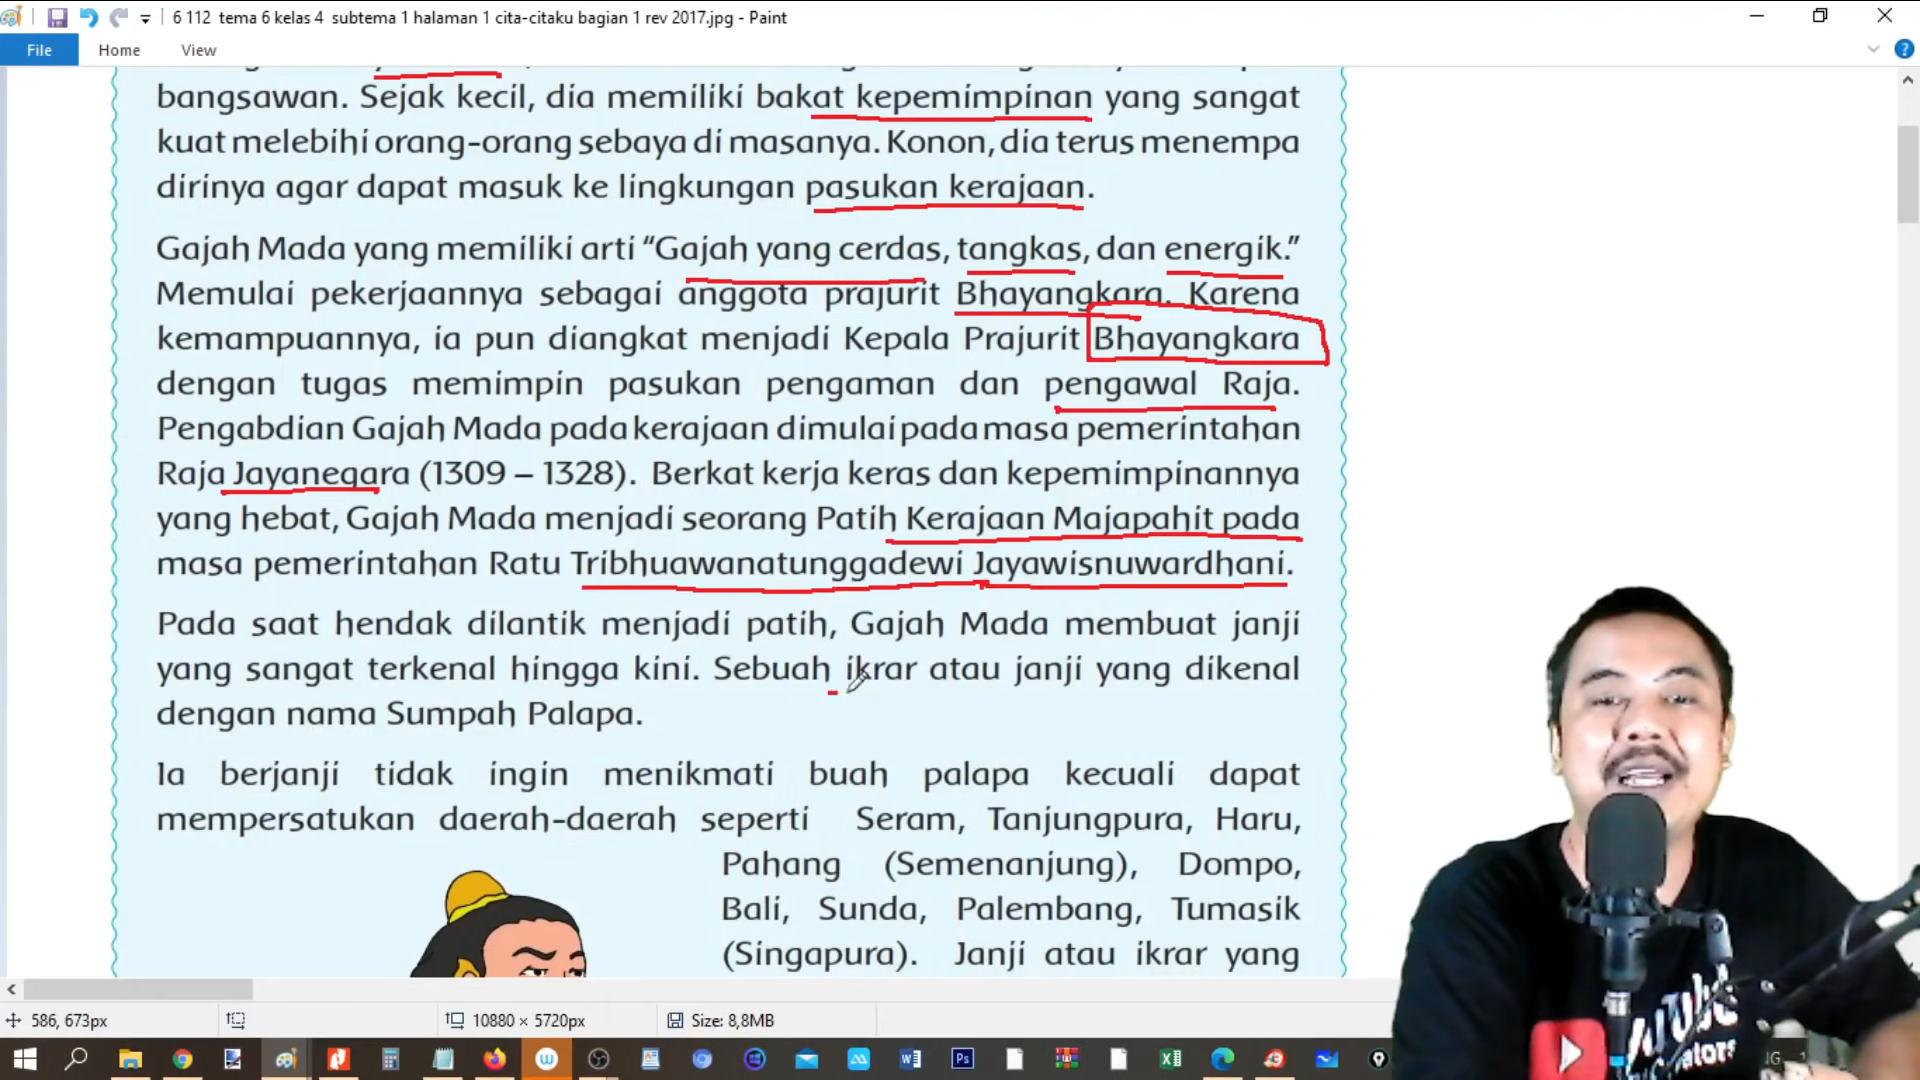 6 112  tema 6 kelas 4  subtema 1 halaman 1 cita-citaku bagian 1 rev 2017.jpg - Paint
File Home View
bangsawan. Sejak kecil, dia memiliki bakat kepemimpinan yang sangat
kuat melebihi orang-orang sebaya di masanya. Konon, dia terus menempa
dirinya agar dapat masuk ke lingkungan pasukan kerajaan.
Gajah Mada yang memiliki arti “Gajah yang cerdas, tangkas, dan energik.”
Memulai pekerjaannya sebagai anggota prajurit Bhayangkara. Karena
kemampuannya, ia pun diangkat menjadi Kepala Prajurit Bhayangkara
dengan tugas memimpin pasukan pengaman dan pengawal Raja.
Pengabdian Gajah Mada pada kerajaan dimulai pada masa pemerintahan
Raja Jayanegara (1309 – 1328). Berkat kerja keras dan kepemimpinannya
yang hebat, Gajah Mada menjadi seorang Patih Kerajaan Majapahit pada
masa pemerintahan Ratu Tribhuawanatunggadewi Jayawisnuwardhani.
Pada saat hendak dilantik menjadi patih, Gajah Mada membuat janji
yang sangat terkenal hingga kini. Sebuah ikrar atau janji yang dikenal
dengan nama Sumpah Palapa.
Ia berjanji tidak ingin menikmati buah palapa kecuali dapat
mempersatukan daerah-daerah seperti Seram, Tanjungpura, Haru,
Pahang (Semenanjung), Dompo,
Bali, Sunda, Palembang, Tumasik
(Singapura). Janji atau ikrar yang
586, 673px 10880 × 5720px Size: 8,8MB